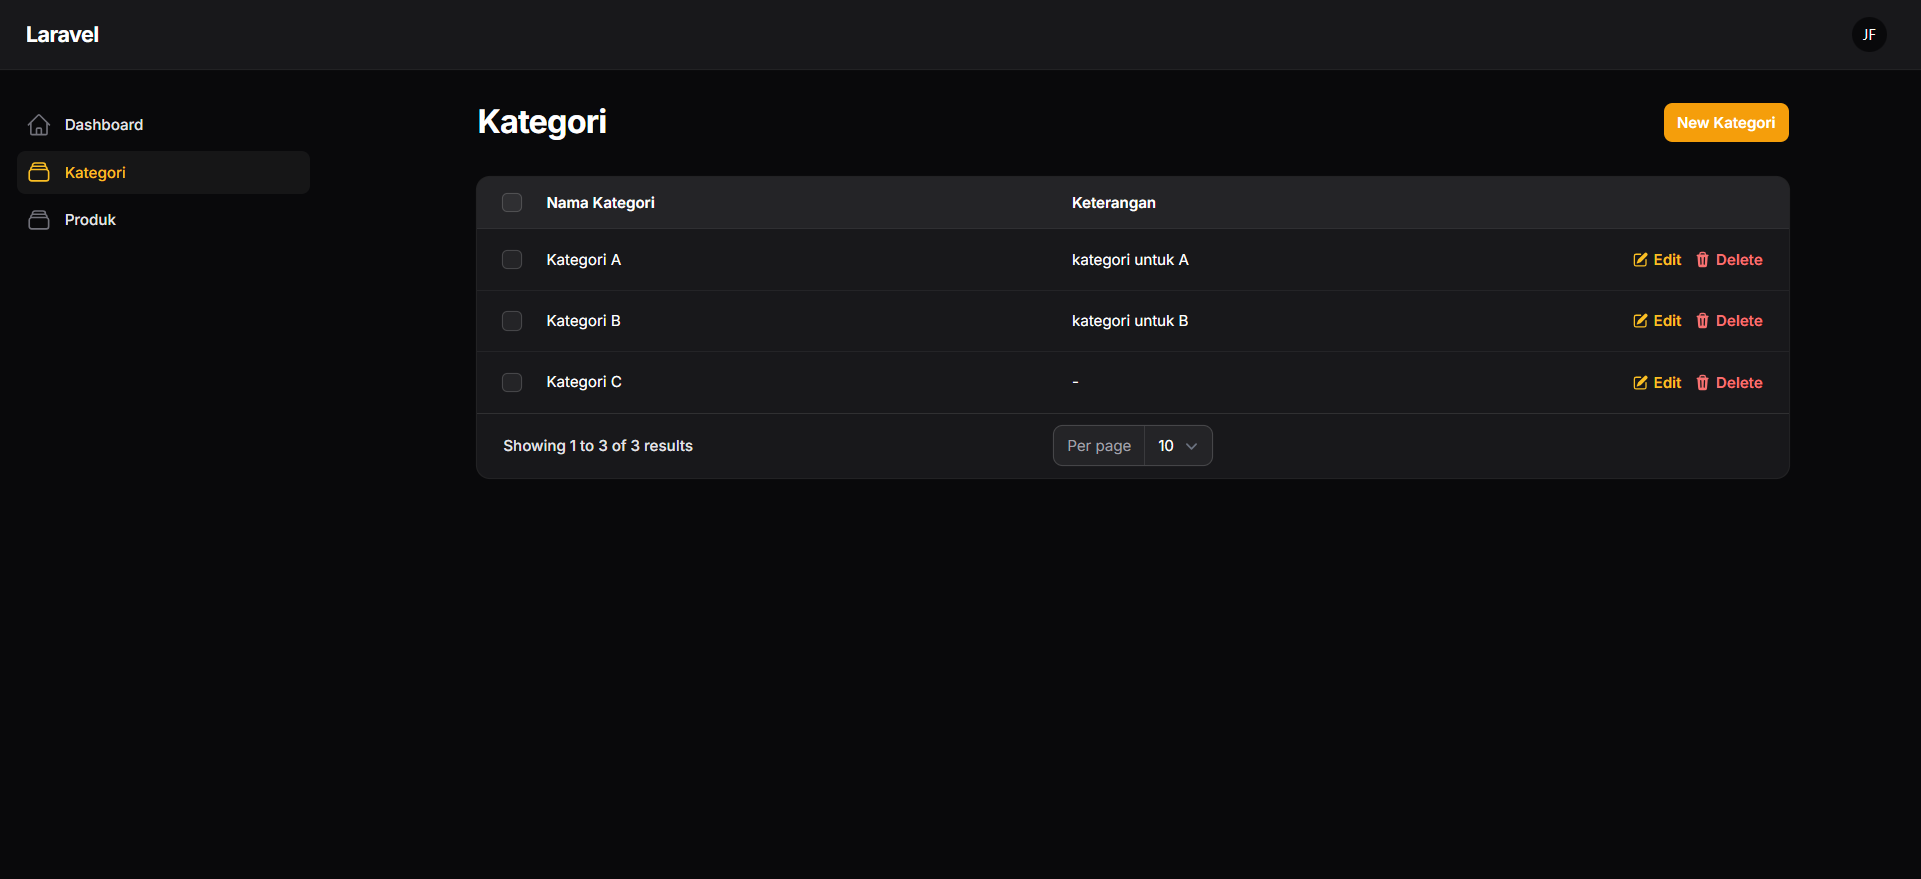 Laravel
JF
Dashboard
Kategori
Produk
Kategori
New Kategori
Nama Kategori Keterangan
Kategori A kategori untuk A Edit Delete
Kategori B kategori untuk B Edit Delete
Kategori C - Edit Delete
Showing 1 to 3 of 3 results Per page 10